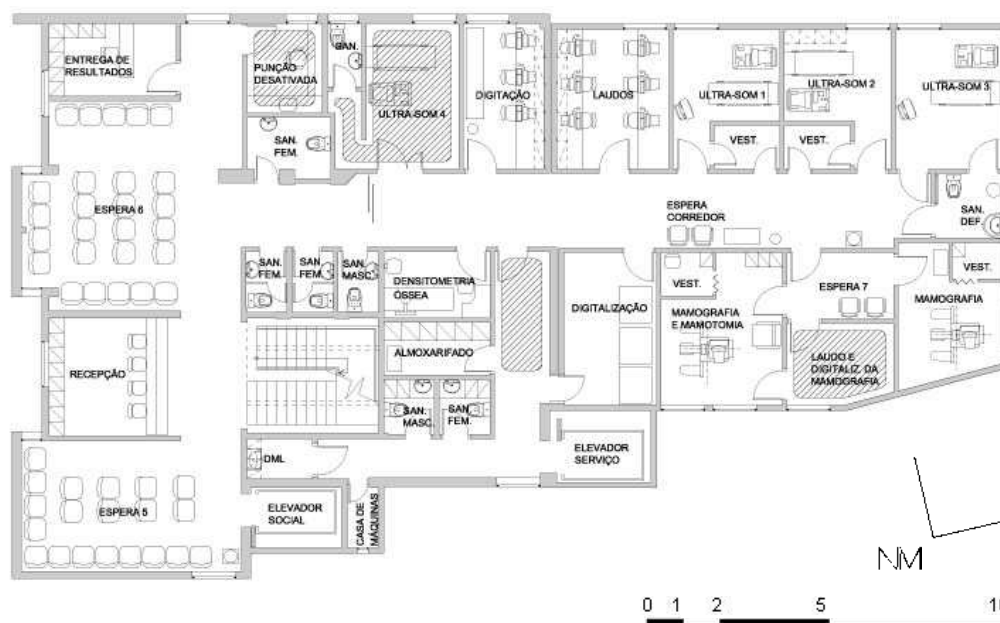 ENTREGA DE
RESULTADOS
PUNÇÃO
DESATIVADA
SAN.
ULTRA-SOM 4
DIGITAÇÃO
LAUDOS
ULTRA-SOM 1
ULTRA-SOM 2
ULTRA-SOM 3
SAN.
FEM.
VEST.
VEST.
ESPERA 6
ESPERA
CORREDOR
SAN.
DEF.
SAN.
FEM.
SAN.
FEM.
SAN.
MASC.
DENSITOMETRIA
ÓSSEA
DIGITALIZAÇÃO
VEST.
ESPERA 7
VEST.
MAMOGRAFIA
MAMOGRAFIA
E MAMOTOMIA
RECEPÇÃO
ALMOXARIFADO
LAUDO E
DIGITALIZ. DA
MAMOGRAFIA
SAN.
MASC.
SAN.
FEM.
DML
ELEVADOR
SERVIÇO
ESPERA 5
ELEVADOR
SOCIAL
CASA DE
MÁQUINAS
NM
0 1 2 5 10